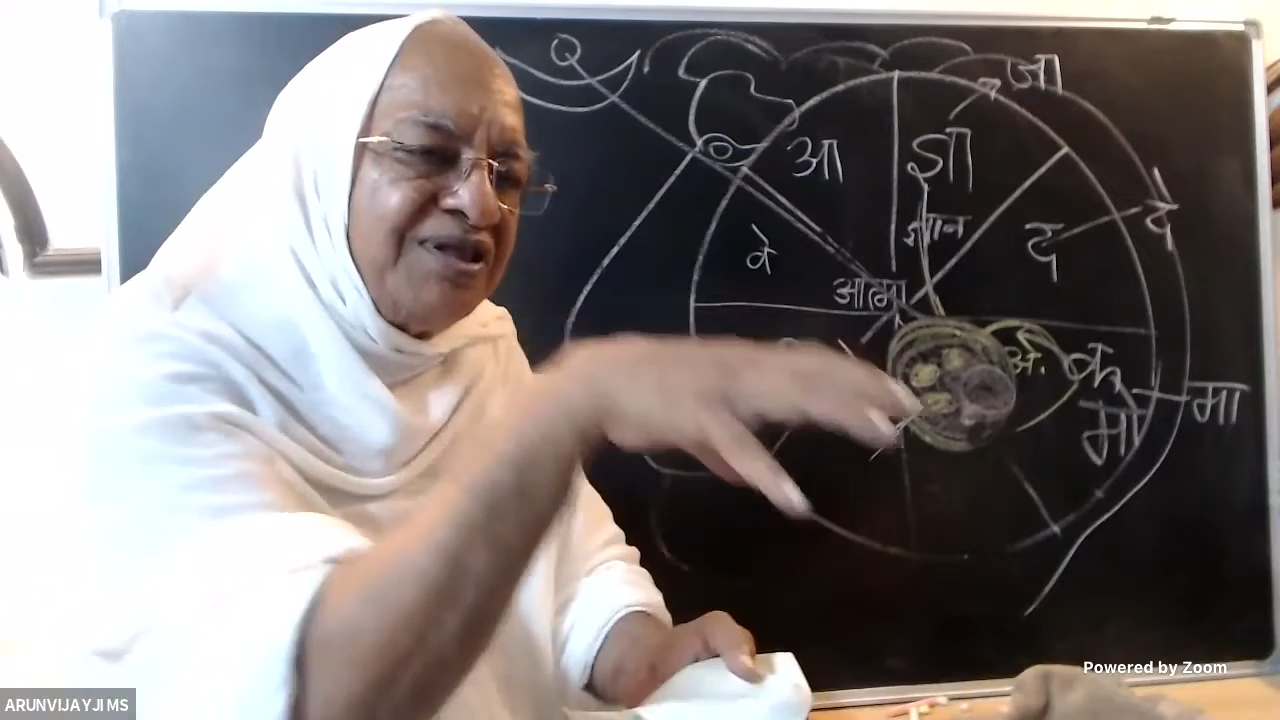 जा
आ
ज्ञा
ज्ञान
द
दे
वे
आत्मा
अ.
मो
मा
Powered by Zoom
ARUNVIJAYJI MS